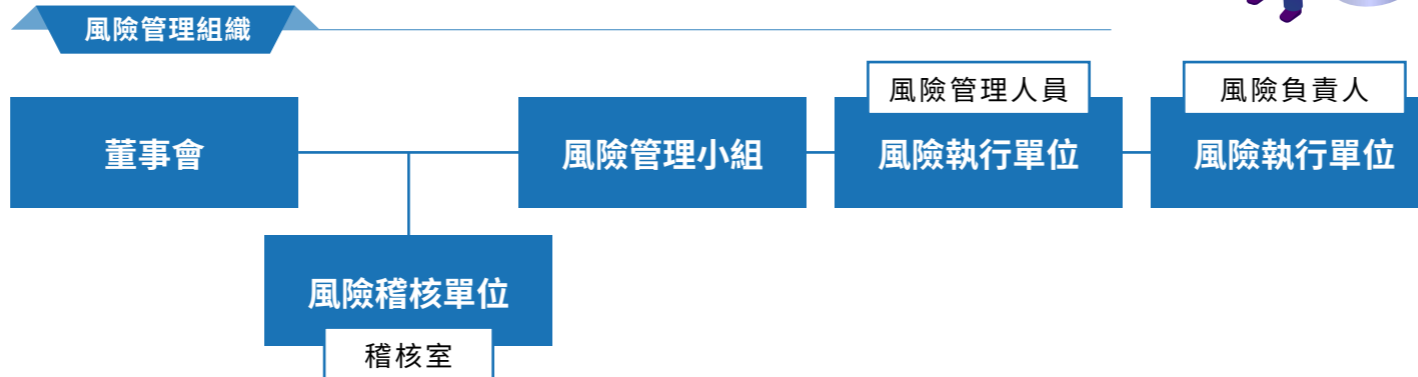 風險管理組織
風險管理人員
風險負責人
董事會
風險管理小組
風險執行單位
風險執行單位
風險稽核單位
稽核室